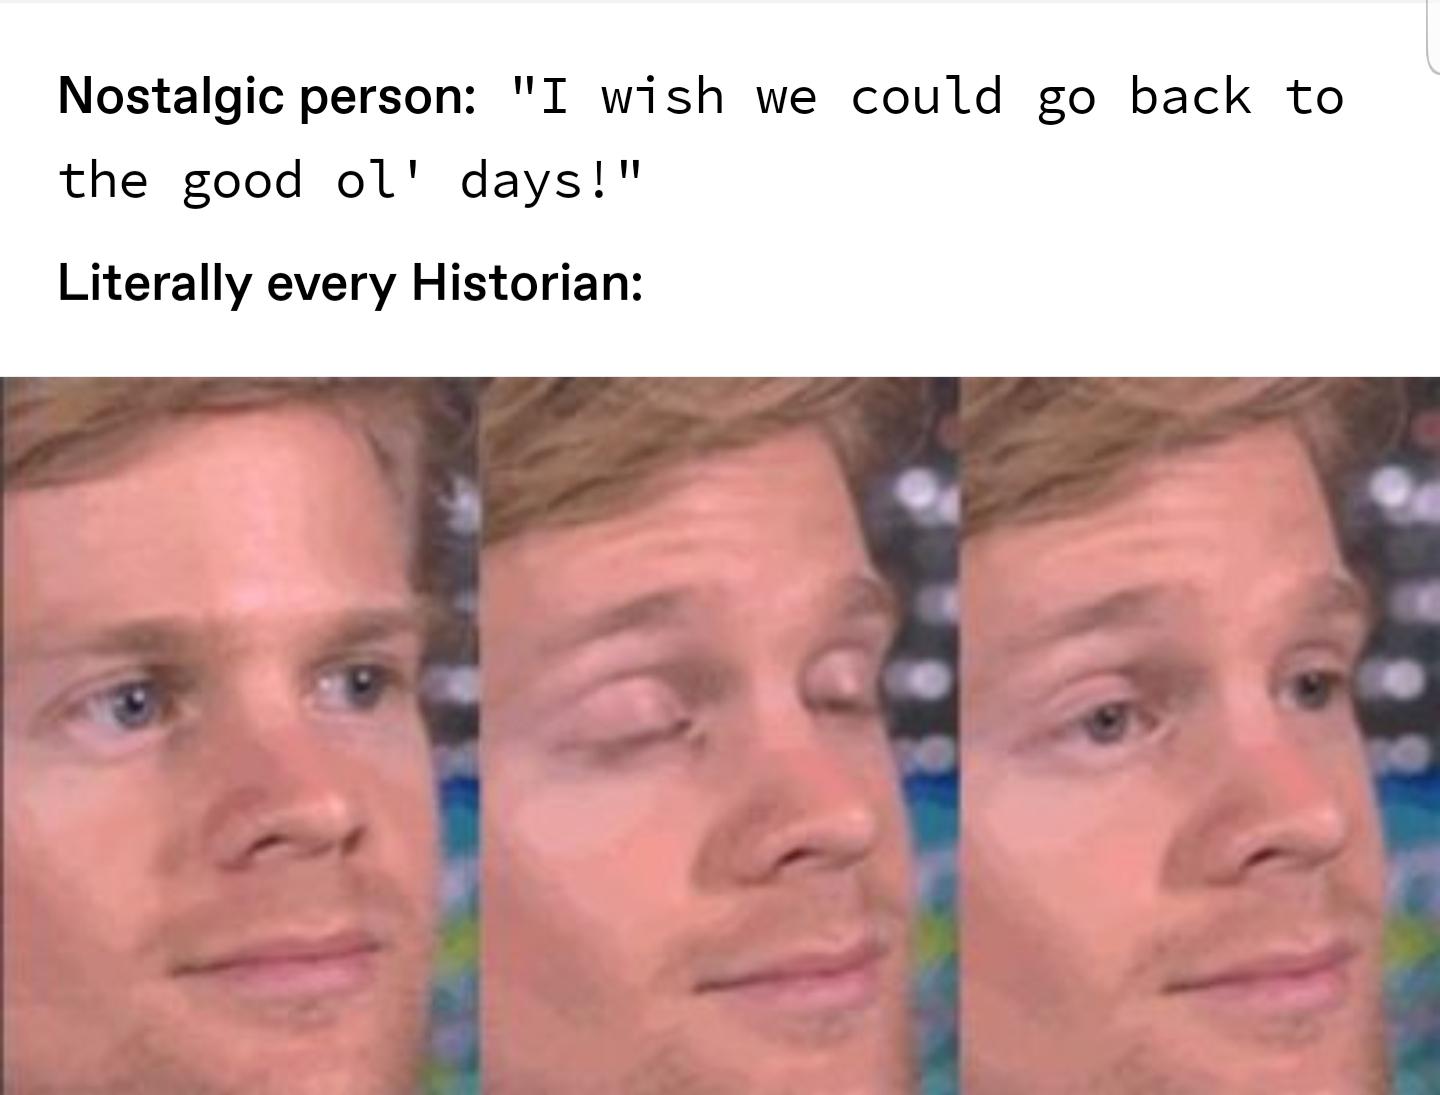 Nostalgic person: "I wish we could go back to
the good ol' days!"
Literally every Historian: